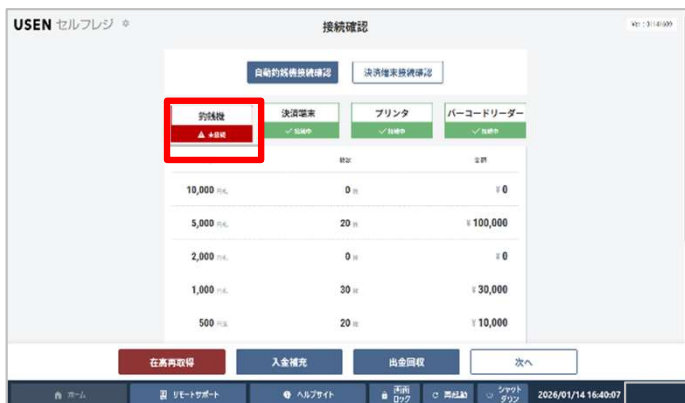 USEN セルフレジ
接続確認
自動釣銭機接続確認 決済端末接続確認
釣銭機 決済端末 プリンタ バーコードリーダー
未接続 接続中 接続中 接続中
金額
10,000 0 ¥ 0
5,000 20 ¥ 100,000
2,000 0 ¥ 0
1,000 30 ¥ 30,000
500 20 ¥ 10,000
在高再取得 入金補充 出金回収 次へ
ホーム リモートサポート ヘルプサイト 画面ロック 再起動 シャットダウン 2026/01/14 16:40:07